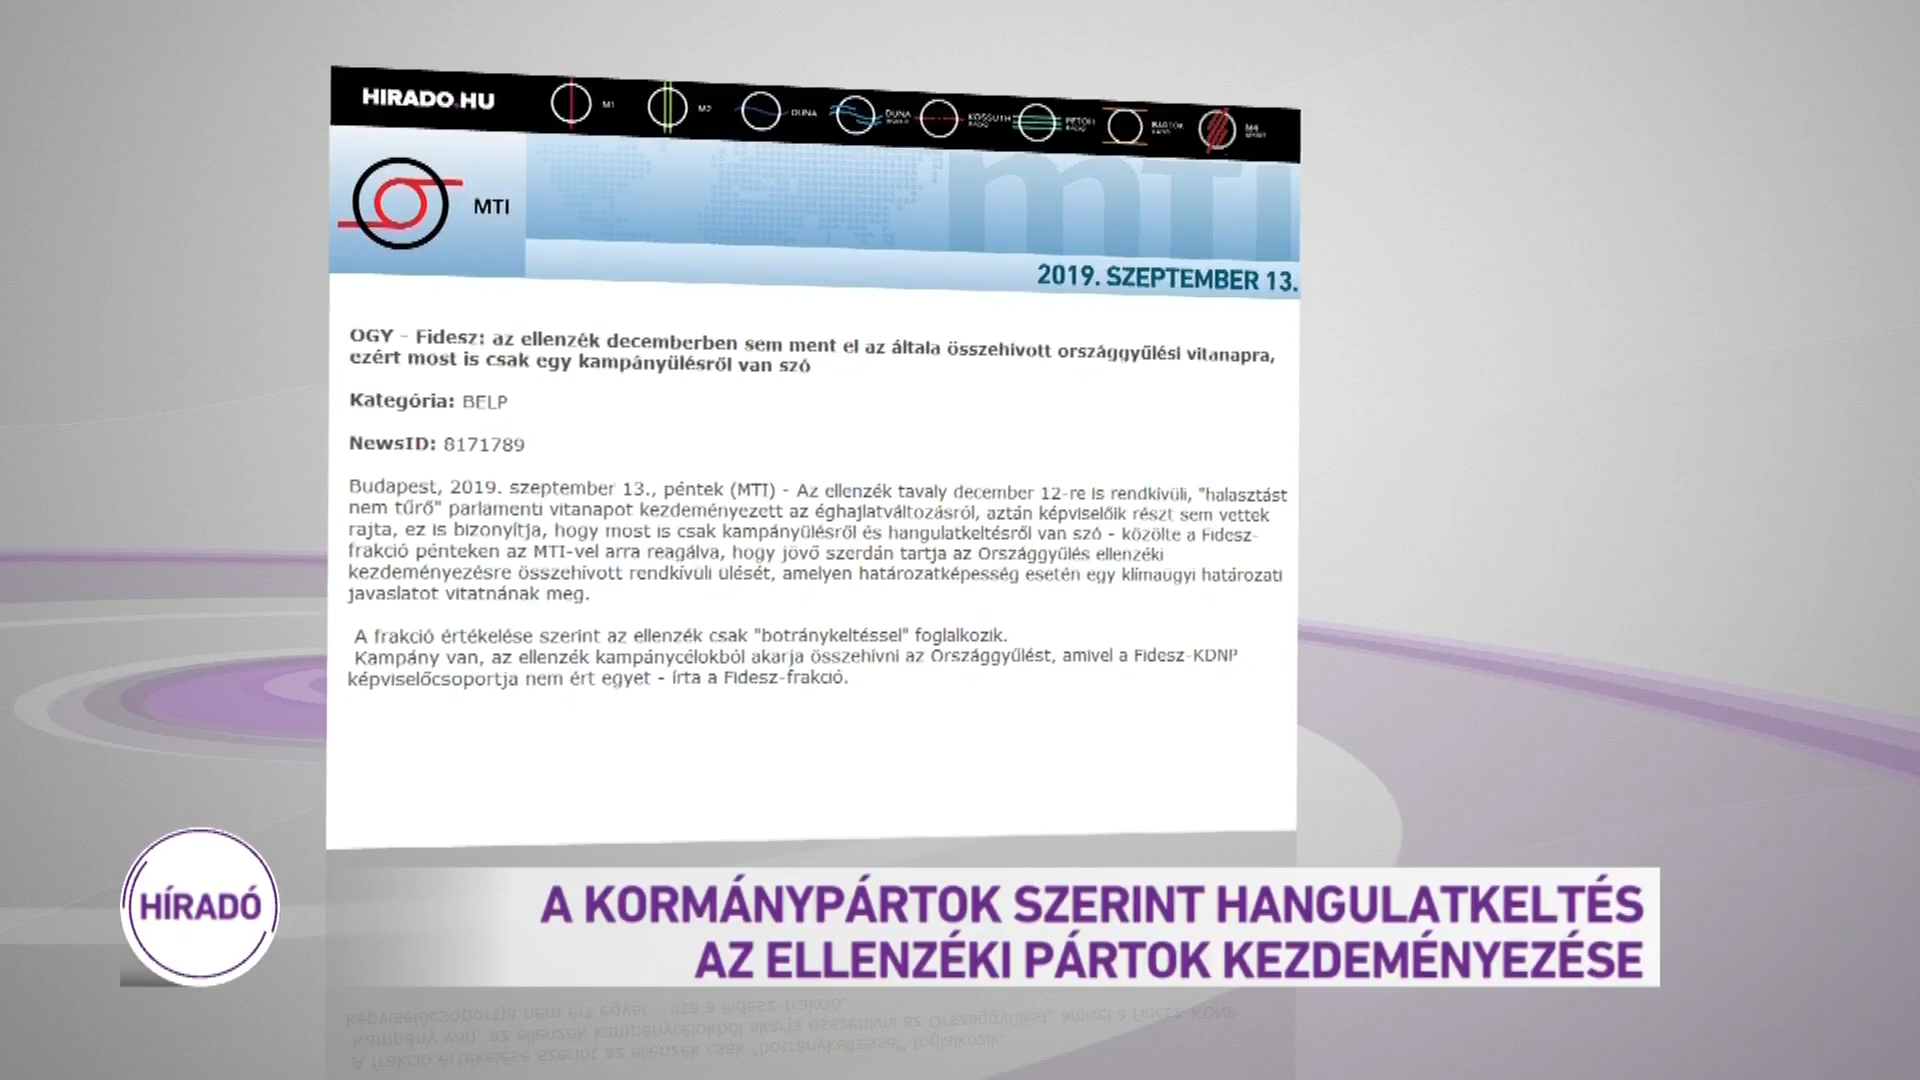 HIRADO.HU
M1
M2
DUNA
DUNA
KOSSUTH
RÁDIÓ
PETŐFI
RÁDIÓ
BARTÓK
RÁDIÓ
M4
SPORT
MTI
mti
2019. SZEPTEMBER 13.
OGY - Fidesz: az ellenzék decemberben sem ment el az általa összehívott országgyűlési vitanapra,
ezért most is csak egy kampányülésről van szó
Kategória: BELP
NewsID: 8171789
Budapest, 2019. szeptember 13., péntek (MTI) - Az ellenzék tavaly december 12-re is rendkívüli, "halasztást
nem tűrő" parlamenti vitanapot kezdeményezett az éghajlatváltozásról, aztán képviselőik részt sem vettek
rajta, ez is bizonyítja, hogy most is csak kampányülésről és hangulatkeltésről van szó - közölte a Fidesz-
frakció pénteken az MTI-vel arra reagálva, hogy jövő szerdán tartja az Országgyűlés ellenzéki
kezdeményezésre összehívott rendkívüli ülését, amelyen határozatképesség esetén egy klímaügyi határozati
javaslatot vitatnának meg.
A frakció értékelése szerint az ellenzék csak "botránykeltéssel" foglalkozik.
Kampány van, az ellenzék kampánycélokból akarja összehívni az Országgyűlést, amivel a Fidesz-KDNP
képviselőcsoportja nem ért egyet - írta a Fidesz-frakció.
HÍRADÓ
A KORMÁNYPÁRTOK SZERINT HANGULATKELTÉS
AZ ELLENZÉKI PÁRTOK KEZDEMÉNYEZÉSE